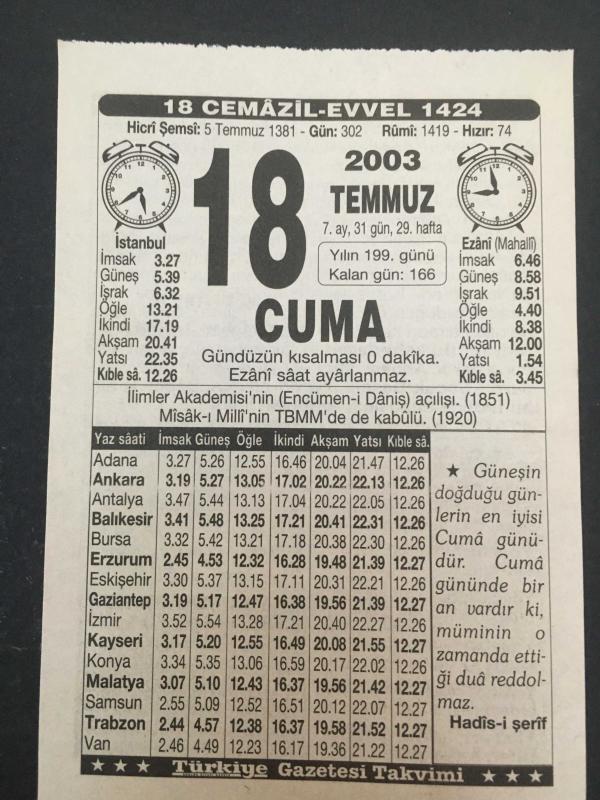 18 CEMÂZİL-EVVEL 1424
Hicrî Şemsî: 5 Temmuz 1381 - Gün: 302 Rûmî: 1419 - Hızır: 74
18
2003
TEMMUZ
7. ay, 31 gün, 29. hafta
Yılın 199. günü
Kalan gün: 166
CUMA
Gündüzün kısalması 0 dakîka.
Ezânî sâat ayârlanmaz.
İstanbul
İmsak 3.27
Güneş 5.39
Işrak 6.32
Öğle 13.21
İkindi 17.19
Akşam 20.41
Yatsı 22.35
Kıble sâ. 12.26
Ezânî (Mahallî)
İmsak 6.46
Güneş 8.58
Işrak 9.51
Öğle 4.40
İkindi 8.38
Akşam 12.00
Yatsı 1.54
Kıble sâ. 3.45
İlimler Akademisi'nin (Encümen-i Dâniş) açılışı. (1851)
Mîsâk-ı Millî'nin TBMM'de de kabûlü. (1920)
Yaz sâati İmsak Güneş Öğle İkindi Akşam Yatsı Kıble sâ.
Adana 3.27 5.26 12.55 16.46 20.04 21.47 12.26
Ankara 3.19 5.27 13.05 17.02 20.22 22.13 12.26
Antalya 3.47 5.44 13.13 17.04 20.22 22.05 12.26
Balıkesir 3.41 5.48 13.25 17.21 20.41 22.31 12.26
Bursa 3.32 5.42 13.21 17.18 20.38 22.30 12.26
Erzurum 2.45 4.53 12.32 16.28 19.48 21.39 12.27
Eskişehir 3.30 5.37 13.15 17.11 20.31 22.21 12.26
Gaziantep 3.19 5.17 12.47 16.38 19.56 21.39 12.27
İzmir 3.52 5.54 13.28 17.21 20.40 22.27 12.26
Kayseri 3.17 5.20 12.55 16.49 20.08 21.55 12.27
Konya 3.34 5.35 13.06 16.59 20.17 22.02 12.26
Malatya 3.07 5.10 12.43 16.37 19.56 21.42 12.27
Samsun 2.55 5.09 12.52 16.51 20.12 22.07 12.27
Trabzon 2.44 4.57 12.38 16.37 19.58 21.52 12.27
Van 2.46 4.49 12.23 16.17 19.36 21.22 12.27
★ Güneşin
doğduğu gün-
lerin en iyisi
Cumâ günü-
dür. Cumâ
gününde bir
an vardır ki,
müminin o
zamanda etti-
ği duâ reddol-
maz.
Hadîs-i şerîf
★ ★ ★ Türkiye Gazetesi Takvimi ★ ★ ★